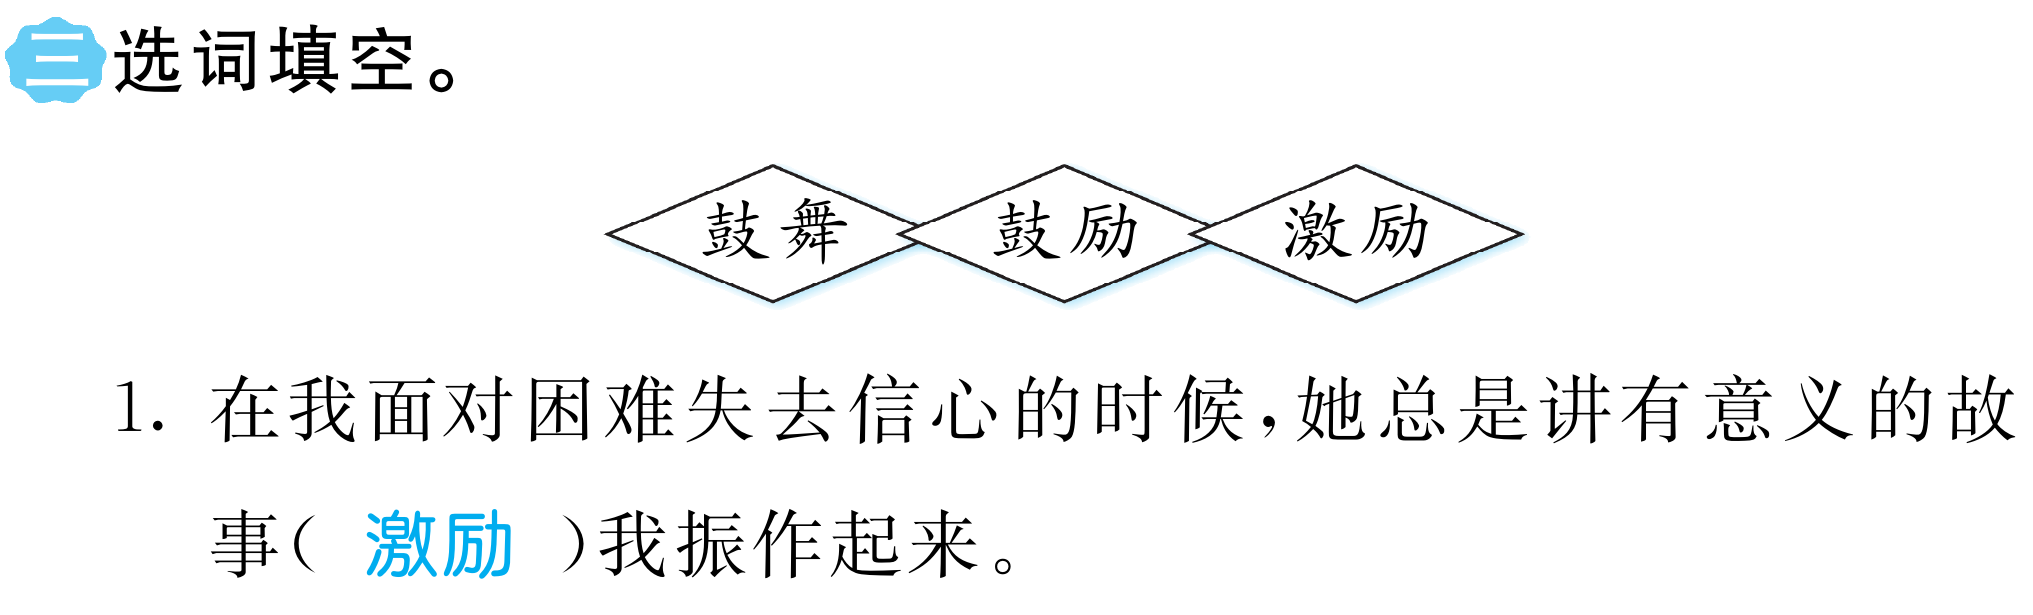 三 选词填空。
鼓舞 鼓励 激励
1. 在我面对困难失去信心的时候,她总是讲有意义的故
事( 激励 )我振作起来。